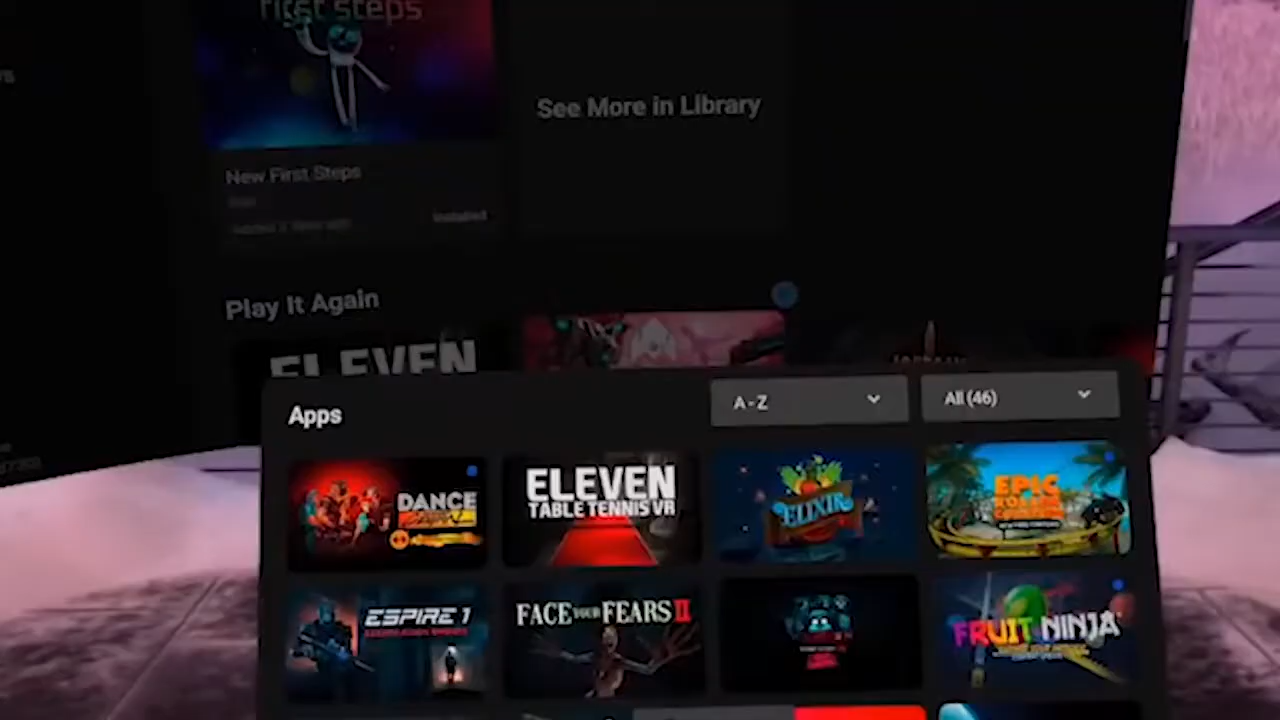 first steps
See More in Library
New First Steps
Installed
Play It Again
ELEVEN
Apps
A - Z
All (46)
DANCE
ELEVEN
TABLE TENNIS VR
ELIXIR
EPIC
ESPIRE 1
FACE YOUR FEARS II
FRUIT NINJA